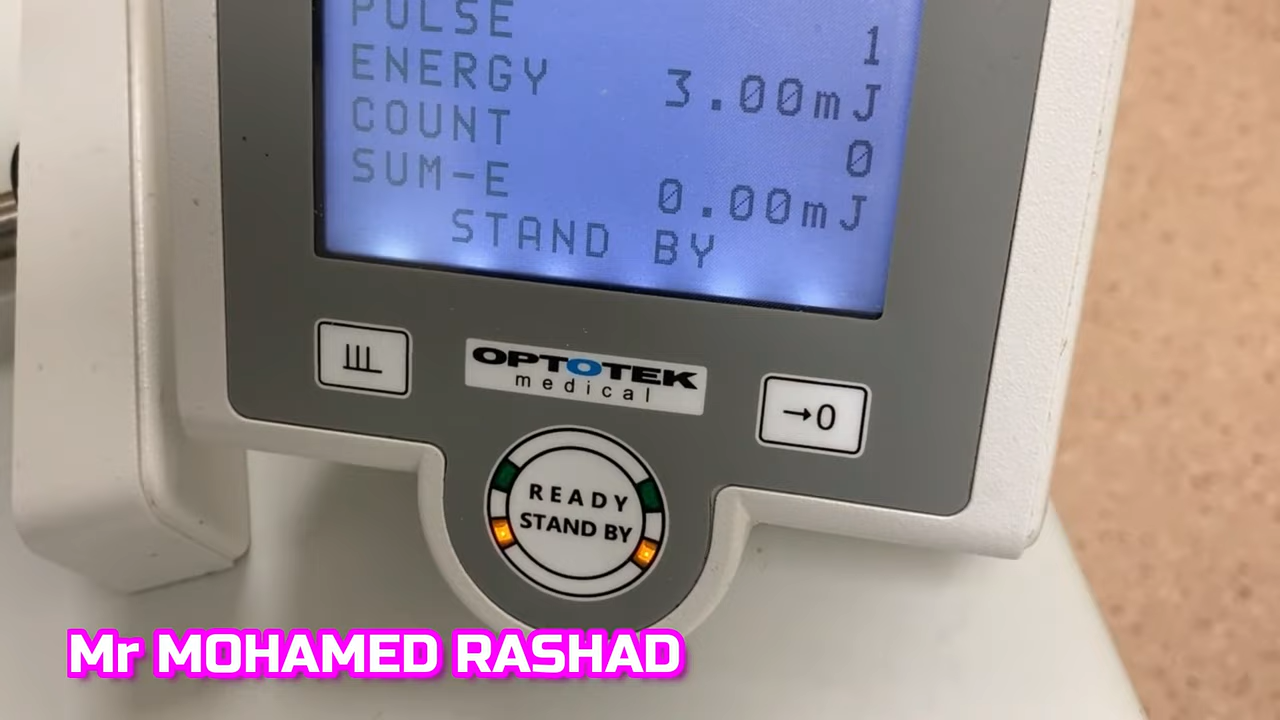 PULSE 1
ENERGY 3.00mJ
COUNT 0
SUM-E 0.00mJ
STAND BY
OPTOTEK
medical
→0
READY
STAND BY
Mr MOHAMED RASHAD